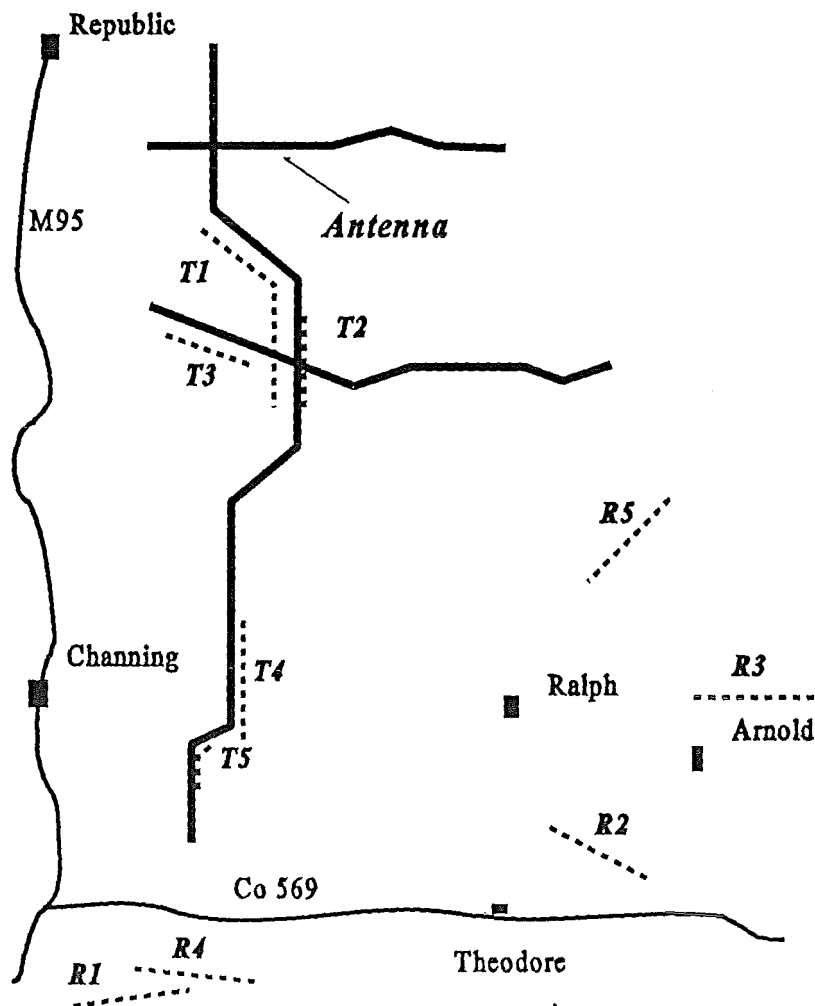 Republic
M95
Antenna
T1
T2
T3
R5
Channing
T4
R3
Ralph
Arnold
T5
R2
Co 569
R4
Theodore
R1